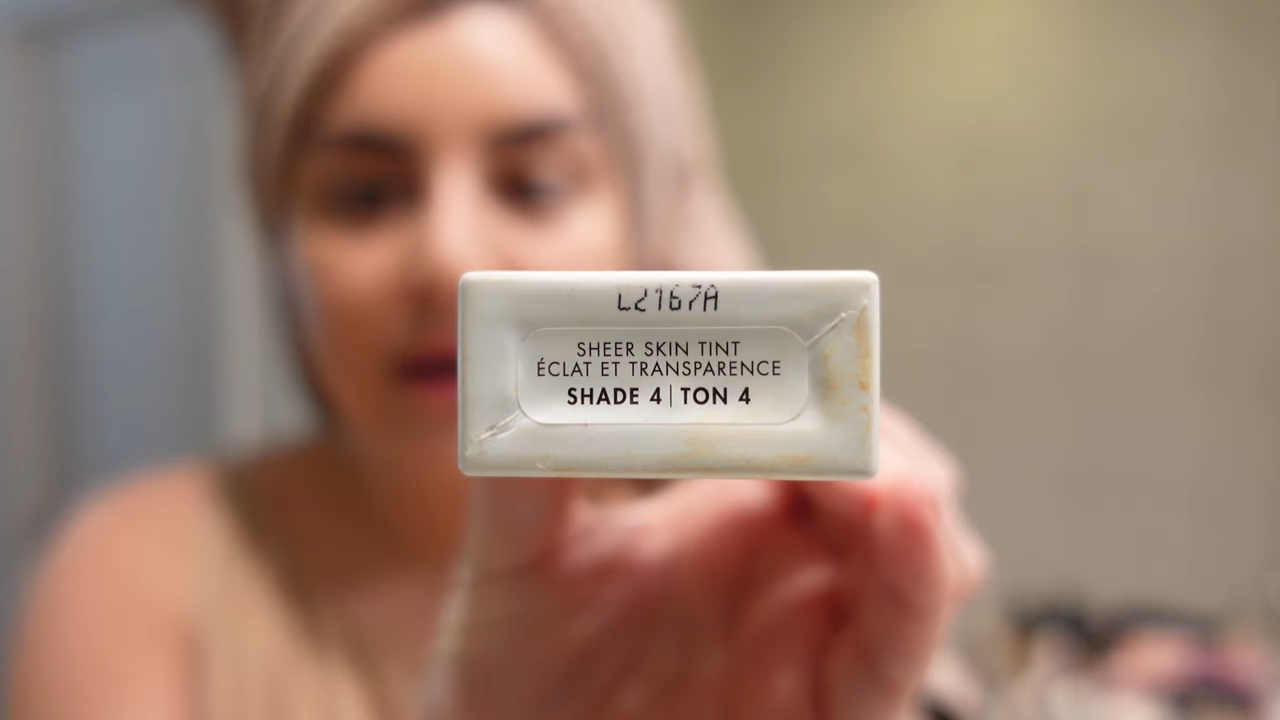 L2167A
SHEER SKIN TINT
ÉCLAT ET TRANSPARENCE
SHADE 4 | TON 4